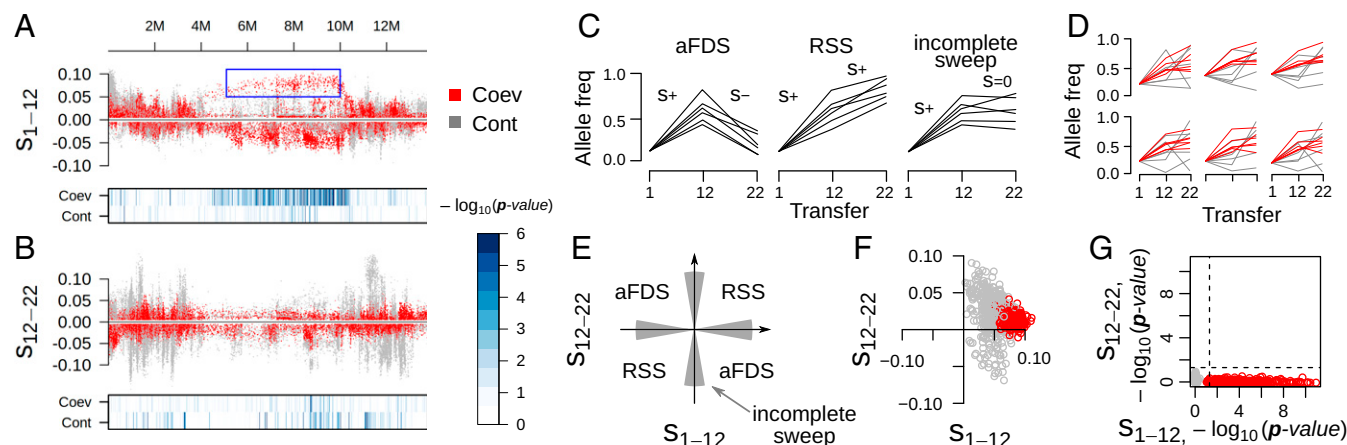 A
2M 4M 6M 8M 10M 12M
S1−12
0.10
0.05
0.00
-0.05
-0.10
Coev
Cont
Coev
Cont
− log10(p-value)
6
5
4
3
2
1
0
B
S12−22
0.10
0.05
0.00
-0.05
-0.10
Coev
Cont
C
aFDS
RSS
incomplete
sweep
Allele freq
1.0
0.5
0.0
S+
S−
S+
S+
S+
S=0
1 12 22
1 12 22
1 12 22
Transfer
D
Allele freq
1.0
0.5
0.0
1.0
0.5
0.0
1 12 22
1 12 22
1 12 22
Transfer
E
S12−22
aFDS
RSS
RSS
aFDS
incomplete
sweep
S1−12
F
S12−22
0.10
0.05
−0.10
0.10
−0.10
S1−12
G
S12−22,
− log10(p-value)
8
4
0
0 4 8
S1−12, − log10(p-value)